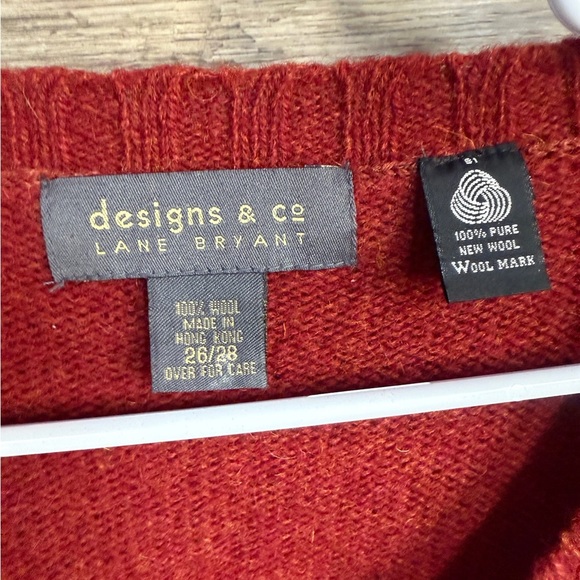 designs & co
LANE BRYANT
100% WOOL
MADE IN
HONG KONG
26/28
OVER FOR CARE
S1
100% PURE
NEW WOOL
WOOL MARK